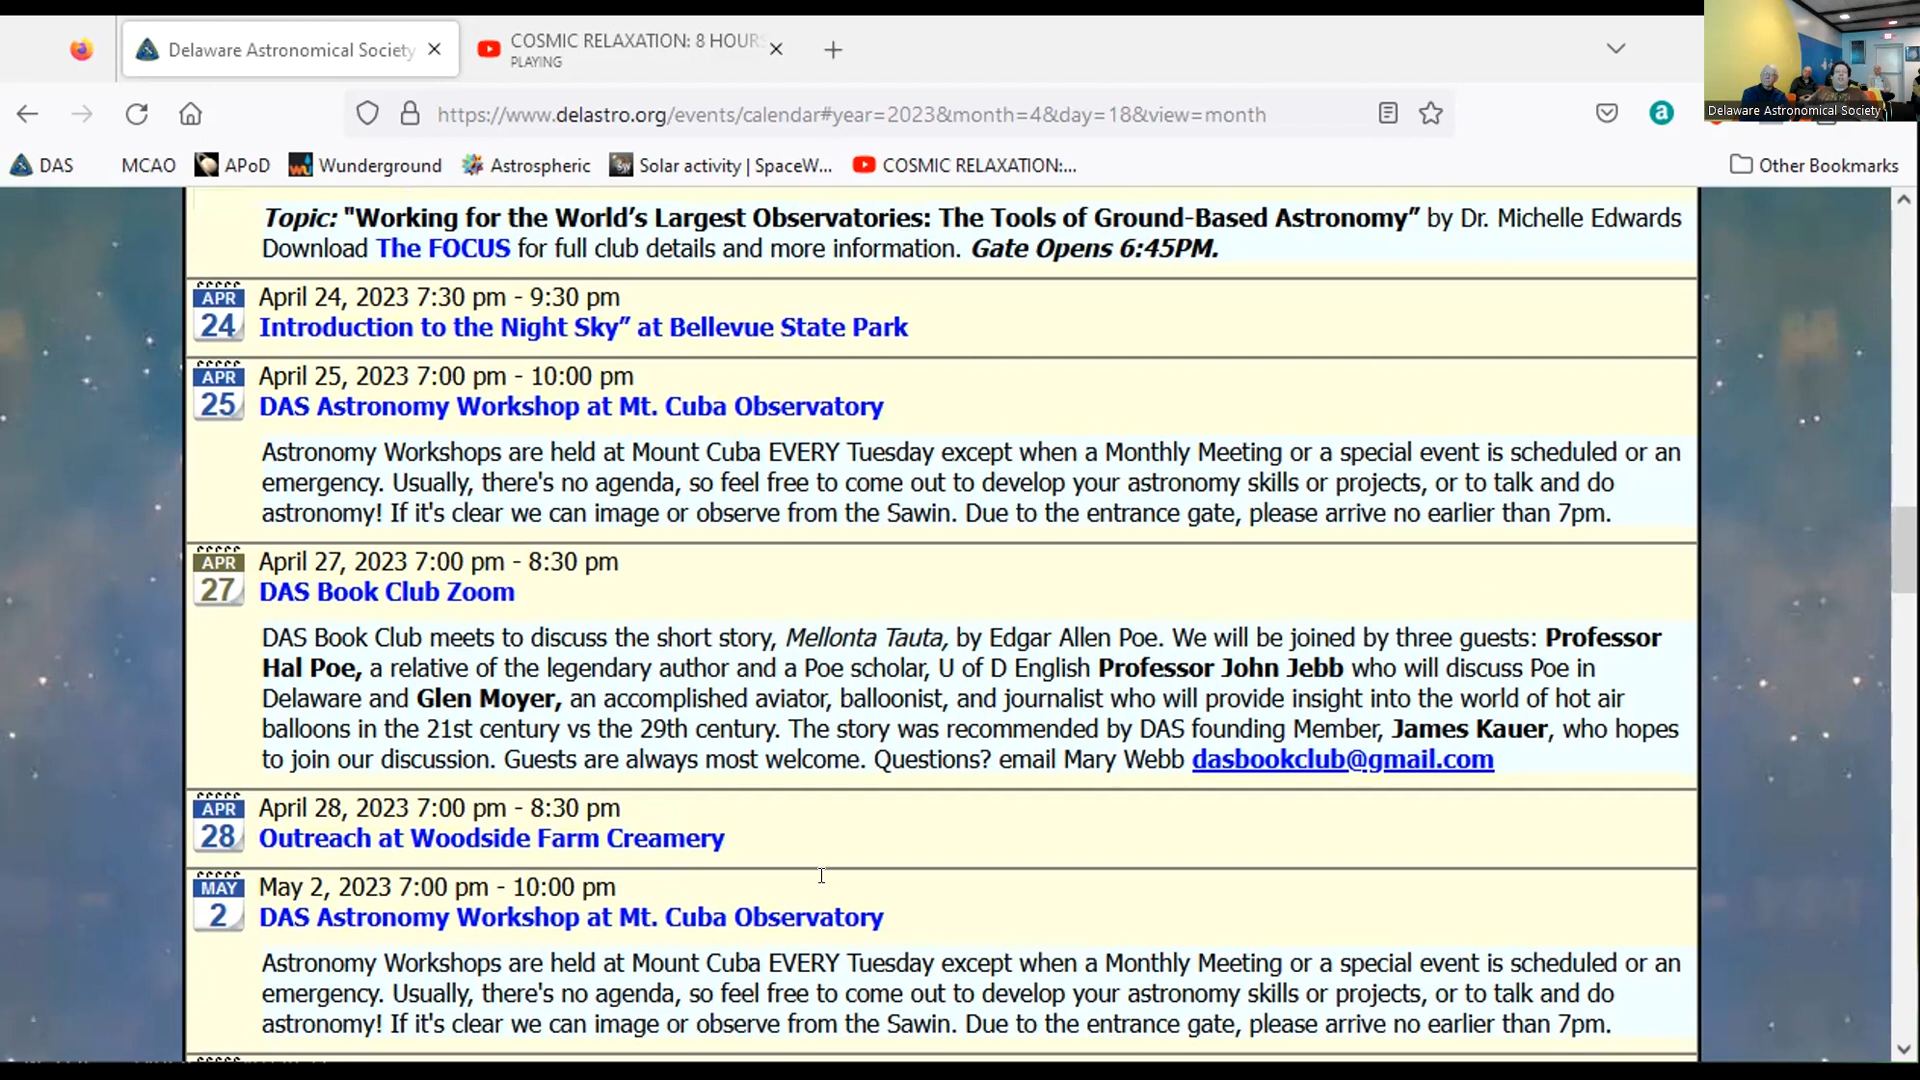 Delaware Astronomical Society
COSMIC RELAXATION: 8 HOURS
PLAYING
https://www.delastro.org/events/calendar#year=2023&month=4&day=18&view=month
a
Delaware Astronomical Society
DAS
MCAO
APoD
Wunderground
Astrospheric
Solar activity | SpaceW...
COSMIC RELAXATION:...
Other Bookmarks
Topic: "Working for the World’s Largest Observatories: The Tools of Ground-Based Astronomy” by Dr. Michelle Edwards
Download The FOCUS for full club details and more information. Gate Opens 6:45PM.
APR
24
April 24, 2023 7:30 pm - 9:30 pm
Introduction to the Night Sky” at Bellevue State Park
APR
25
April 25, 2023 7:00 pm - 10:00 pm
DAS Astronomy Workshop at Mt. Cuba Observatory
Astronomy Workshops are held at Mount Cuba EVERY Tuesday except when a Monthly Meeting or a special event is scheduled or an
emergency. Usually, there's no agenda, so feel free to come out to develop your astronomy skills or projects, or to talk and do
astronomy! If it's clear we can image or observe from the Sawin. Due to the entrance gate, please arrive no earlier than 7pm.
APR
27
April 27, 2023 7:00 pm - 8:30 pm
DAS Book Club Zoom
DAS Book Club meets to discuss the short story, Mellonta Tauta, by Edgar Allen Poe. We will be joined by three guests: Professor
Hal Poe, a relative of the legendary author and a Poe scholar, U of D English Professor John Jebb who will discuss Poe in
Delaware and Glen Moyer, an accomplished aviator, balloonist, and journalist who will provide insight into the world of hot air
balloons in the 21st century vs the 29th century. The story was recommended by DAS founding Member, James Kauer, who hopes
to join our discussion. Guests are always most welcome. Questions? email Mary Webb dasbookclub@gmail.com
APR
28
April 28, 2023 7:00 pm - 8:30 pm
Outreach at Woodside Farm Creamery
MAY
2
May 2, 2023 7:00 pm - 10:00 pm
DAS Astronomy Workshop at Mt. Cuba Observatory
Astronomy Workshops are held at Mount Cuba EVERY Tuesday except when a Monthly Meeting or a special event is scheduled or an
emergency. Usually, there's no agenda, so feel free to come out to develop your astronomy skills or projects, or to talk and do
astronomy! If it's clear we can image or observe from the Sawin. Due to the entrance gate, please arrive no earlier than 7pm.